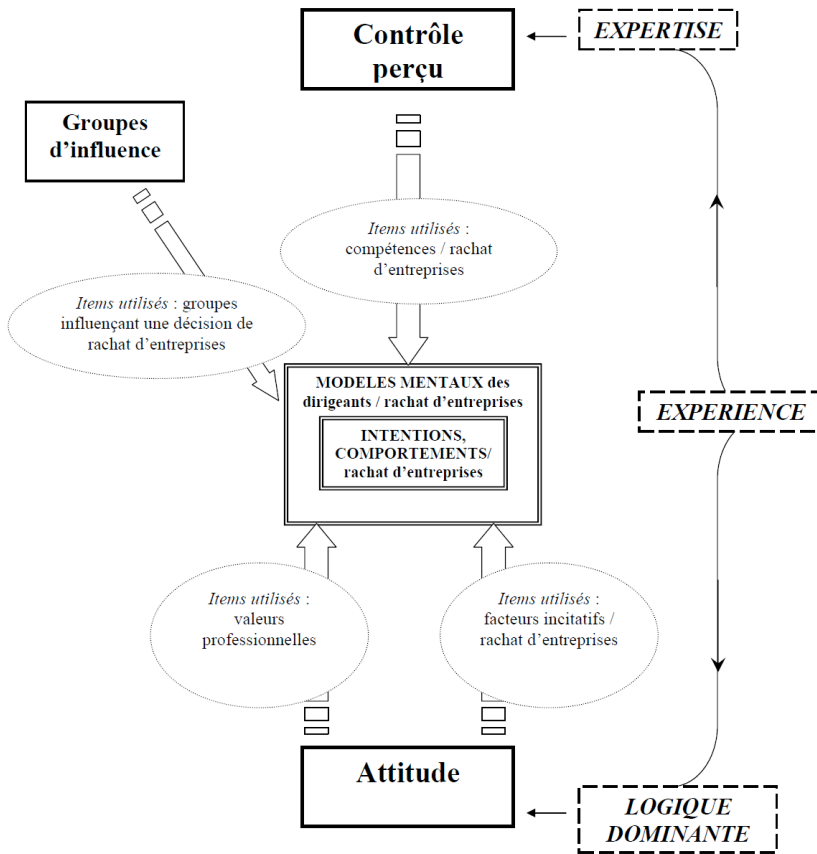 Contrôle
perçu
EXPERTISE
Groupes
d’influence
Items utilisés :
compétences / rachat
d’entreprises
Items utilisés : groupes
influençant une décision de
rachat d’entreprises
MODELES MENTAUX des
dirigeants / rachat d’entreprises
INTENTIONS,
COMPORTEMENTS/
rachat d’entreprises
EXPERIENCE
Items utilisés :
valeurs
professionnelles
Items utilisés :
facteurs incitatifs /
rachat d’entreprises
Attitude
LOGIQUE
DOMINANTE